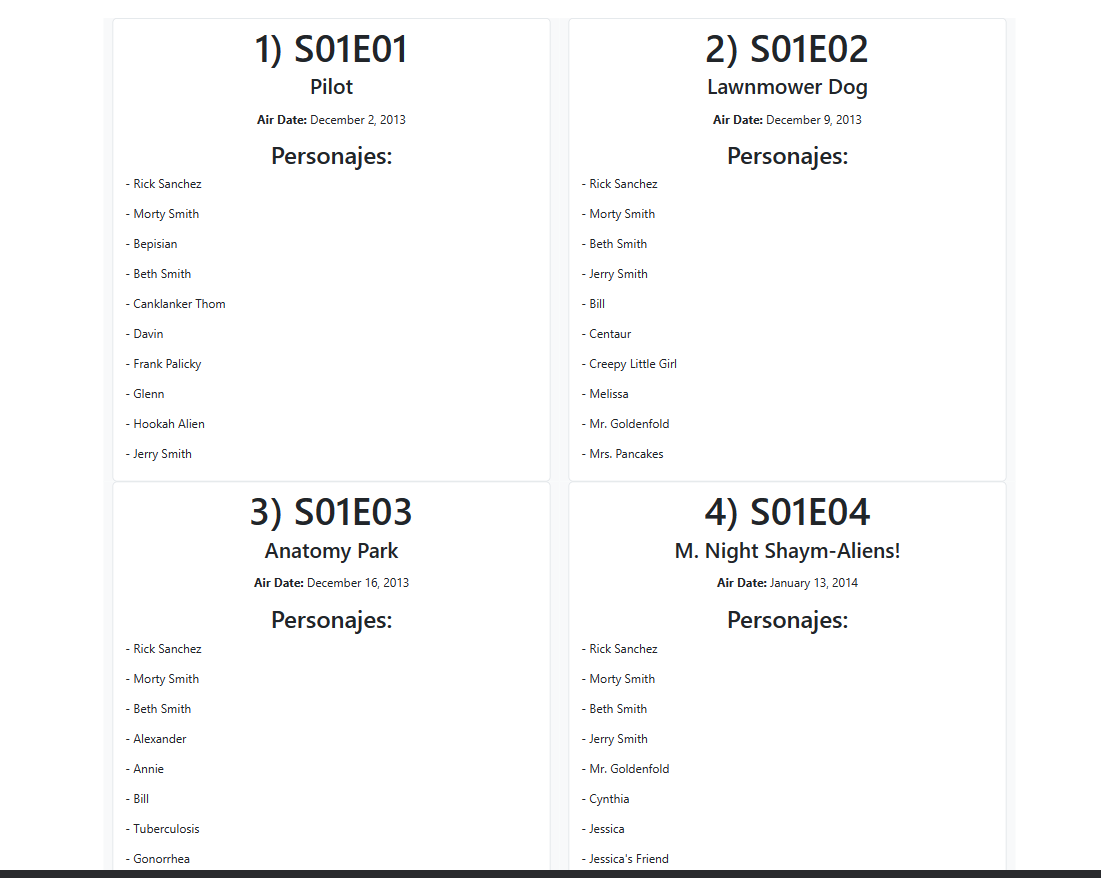 1) S01E01
Pilot
Air Date: December 2, 2013
Personajes:
- Rick Sanchez
- Morty Smith
- Bepisian
- Beth Smith
- Canklanker Thom
- Davin
- Frank Palicky
- Glenn
- Hookah Alien
- Jerry Smith
2) S01E02
Lawnmower Dog
Air Date: December 9, 2013
Personajes:
- Rick Sanchez
- Morty Smith
- Beth Smith
- Jerry Smith
- Bill
- Centaur
- Creepy Little Girl
- Melissa
- Mr. Goldenfold
- Mrs. Pancakes
3) S01E03
Anatomy Park
Air Date: December 16, 2013
Personajes:
- Rick Sanchez
- Morty Smith
- Beth Smith
- Alexander
- Annie
- Bill
- Tuberculosis
- Gonorrhea
4) S01E04
M. Night Shaym-Aliens!
Air Date: January 13, 2014
Personajes:
- Rick Sanchez
- Morty Smith
- Beth Smith
- Jerry Smith
- Mr. Goldenfold
- Cynthia
- Jessica
- Jessica's Friend